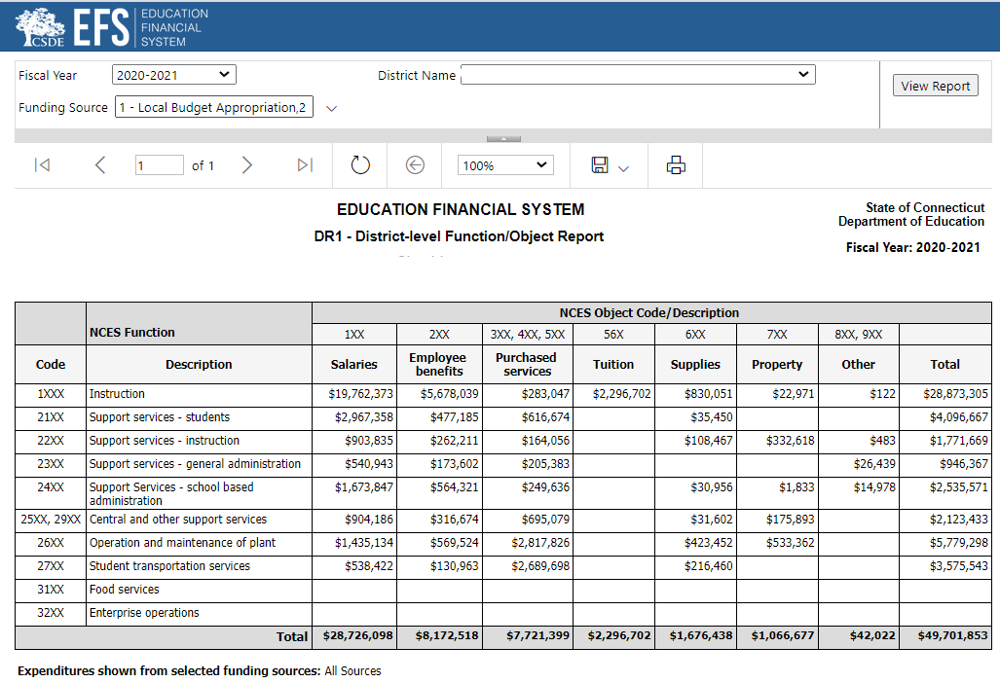 CSDE EFS EDUCATION FINANCIAL SYSTEM
Fiscal Year 2020-2021 District Name View Report
Funding Source 1 - Local Budget Appropriation,2
1 of 1 100%
EDUCATION FINANCIAL SYSTEM
DR1 - District-level Function/Object Report
State of Connecticut
Department of Education
Fiscal Year: 2020-2021
NCES Function NCES Object Code/Description
1XX 2XX 3XX, 4XX, 5XX 56X 6XX 7XX 8XX, 9XX
Code Description Salaries Employee benefits Purchased services Tuition Supplies Property Other Total
1XXX Instruction $19,762,373 $5,678,039 $283,047 $2,296,702 $830,051 $22,971 $122 $28,873,305
21XX Support services - students $2,967,358 $477,185 $616,674 $35,450 $4,096,667
22XX Support services - instruction $903,835 $262,211 $164,056 $108,467 $332,618 $483 $1,771,669
23XX Support services - general administration $540,943 $173,602 $205,383 $26,439 $946,367
24XX Support Services - school based administration $1,673,847 $564,321 $249,636 $30,956 $1,833 $14,978 $2,535,571
25XX, 29XX Central and other support services $904,186 $316,674 $695,079 $31,602 $175,893 $2,123,433
26XX Operation and maintenance of plant $1,435,134 $569,524 $2,817,826 $423,452 $533,362 $5,779,298
27XX Student transportation services $538,422 $130,963 $2,689,698 $216,460 $3,575,543
31XX Food services
32XX Enterprise operations
Total $28,726,098 $8,172,518 $7,721,399 $2,296,702 $1,676,438 $1,066,677 $42,022 $49,701,853
Expenditures shown from selected funding sources: All Sources